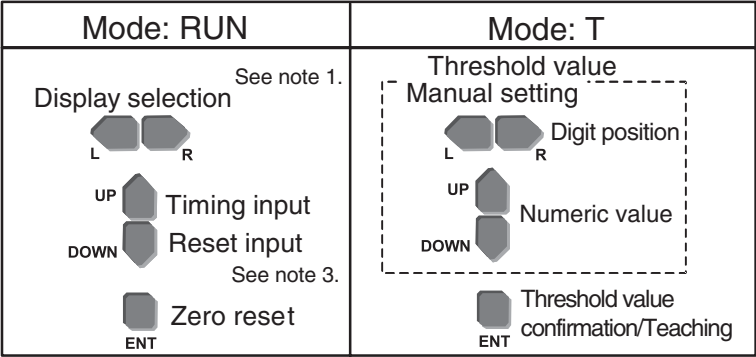 Mode: RUN
See note 1.
Display selection
L R
UP Timing input
DOWN Reset input
See note 3.
Zero reset
ENT
Mode: T
Threshold value
Manual setting
Digit position
L R
UP
Numeric value
DOWN
Threshold value
confirmation/Teaching
ENT